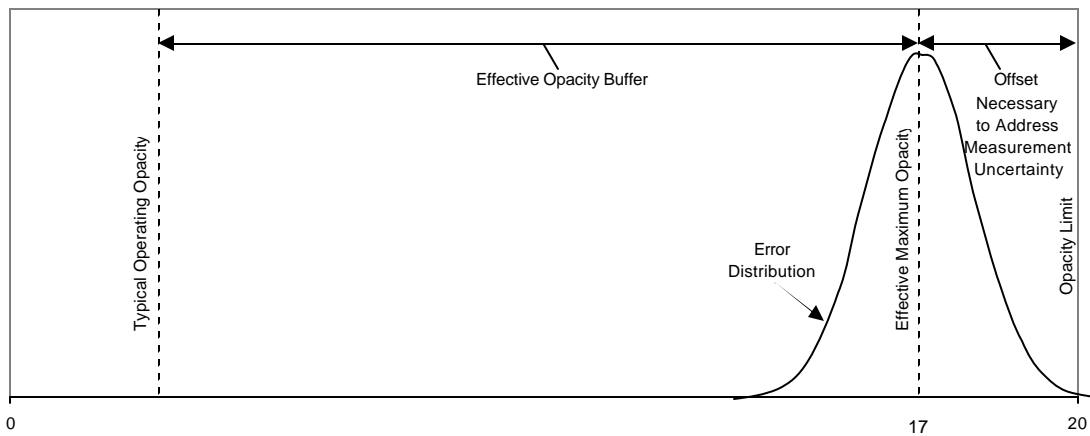 Effective Opacity Buffer
Offset
Necessary
to Address
Measurement
Uncertainty
Typical Operating Opacity
Error
Distribution
Effective Maximum Opacity
Opacity Limit
0
17
20